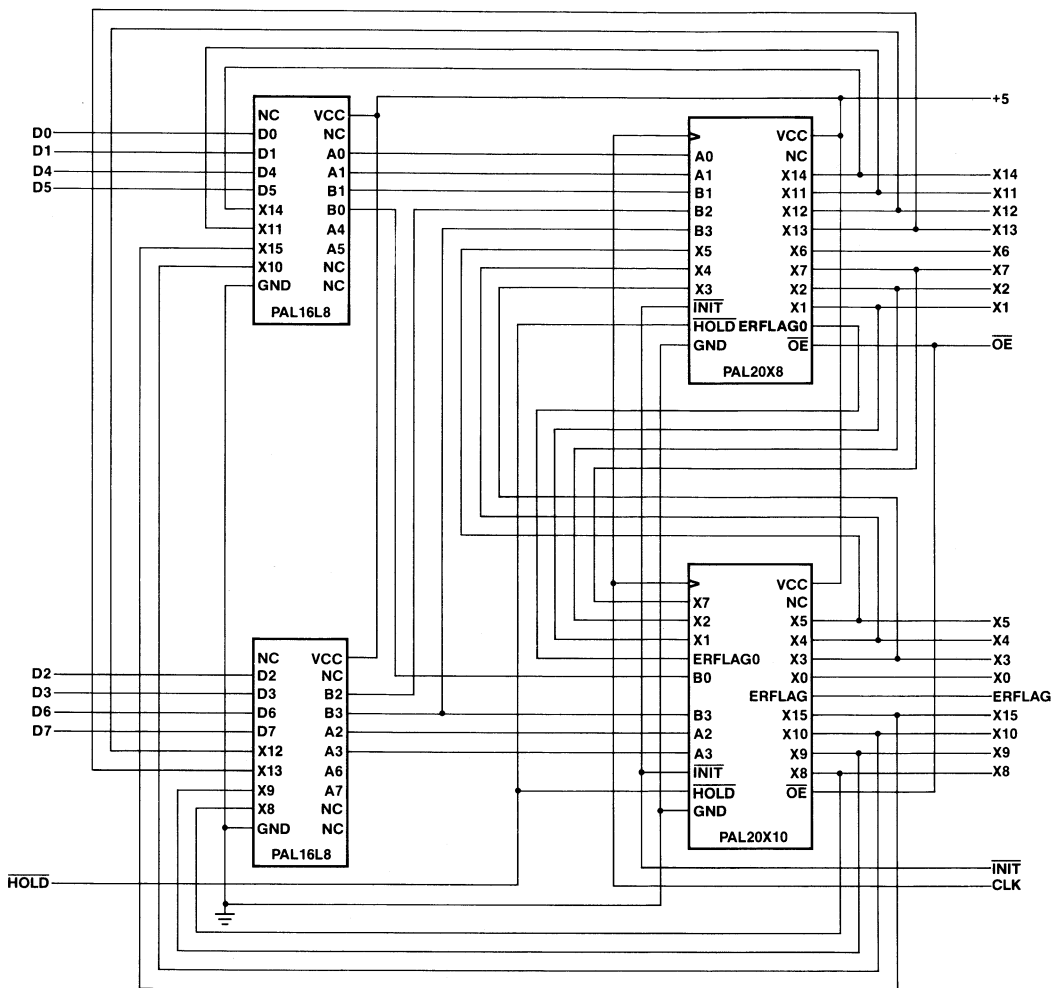 +5
NC VCC
D0 D0 NC
D1 D1 A0
D4 D4 A1
D5 D5 B1
X14 B0
X11 A4
X15 A5
X10 NC
GND NC
PAL16L8
> VCC
A0 NC
A1 X14 X14
B1 X11 X11
B2 X12 X12
B3 X13 X13
X5 X6 X6
X4 X7 X7
X3 X2 X2
INIT X1 X1
HOLD ERFLAG0
GND OE OE
PAL20X8
NC VCC
D2 D2 NC
D3 D3 B2
D6 D6 B3
D7 D7 A2
X12 A3
X13 A6
X9 A7
X8 NC
GND NC
PAL16L8
> VCC
X7 NC
X2 X5 X5
X1 X4 X4
ERFLAG0 X3 X3
B0 X0 X0
ERFLAG ERFLAG
B3 X15 X15
A2 X10 X10
A3 X9 X9
INIT X8 X8
HOLD OE
GND
PAL20X10
HOLD
INIT
CLK